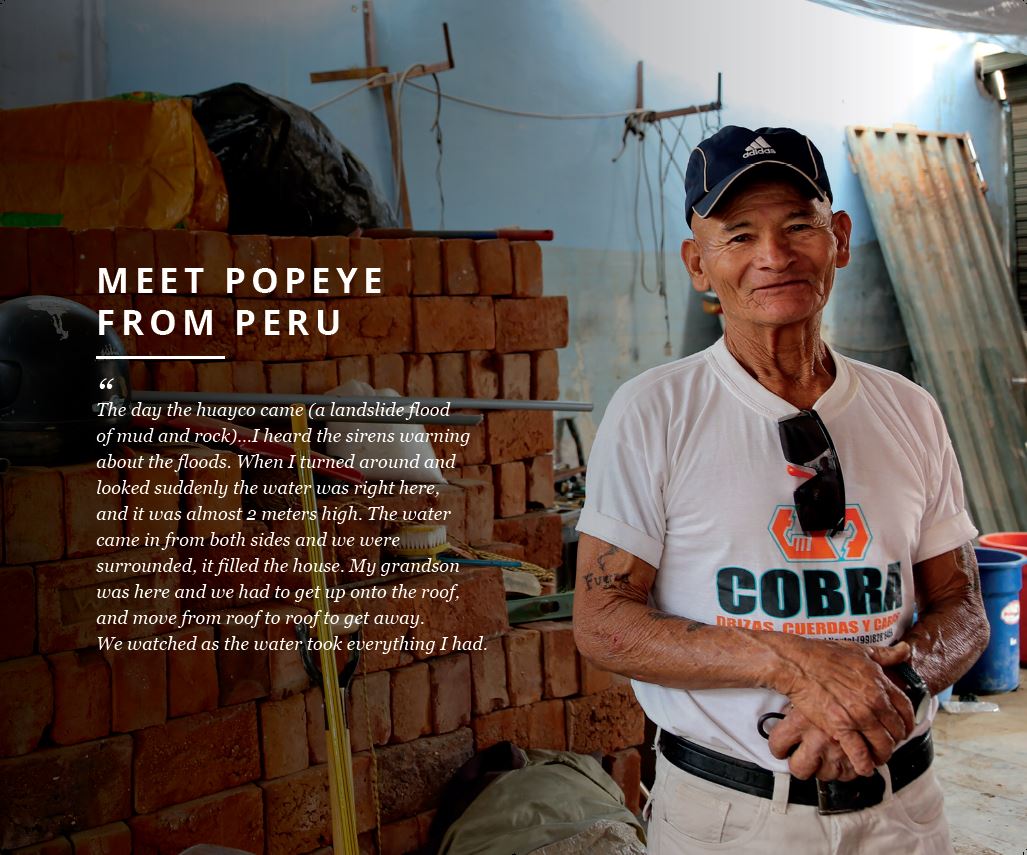 adidas
MEET POPEYE
FROM PERU
“
The day the huayco came (a landslide flood
of mud and rock)...I heard the sirens warning
about the floods. When I turned around and
looked suddenly the water was right here,
and it was almost 2 meters high. The water
came in from both sides and we were
surrounded, it filled the house. My grandson
was here and we had to get up onto the roof,
and move from roof to roof to get away.
We watched as the water took everything I had.
COBRA
DRIZAS, CUERDAS Y CABOS